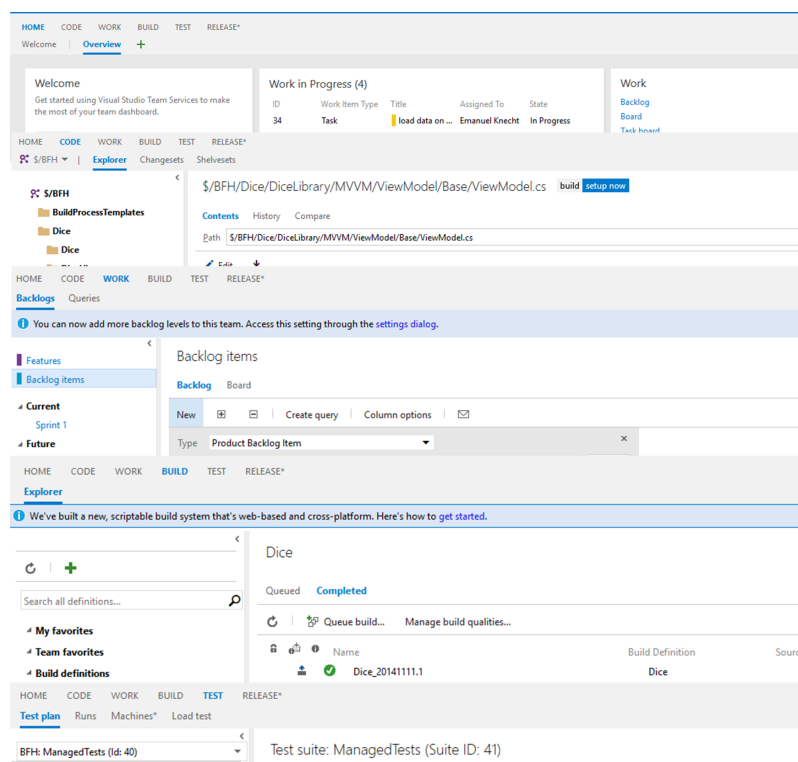 HOME CODE WORK BUILD TEST RELEASE*
Welcome Overview
Welcome
Get started using Visual Studio Team Services to make
the most of your team dashboard.
Work in Progress (4)
ID Work Item Type Title Assigned To State
34 Task load data on ... Emanuel Knecht In Progress
Work
Backlog
Board
Task board
HOME CODE WORK BUILD TEST RELEASE*
$/BFH | Explorer Changesets Shelvesets
$/BFH
BuildProcessTemplates
Dice
Dice
$/BFH/Dice/DiceLibrary/MVVM/ViewModel/Base/ViewModel.cs build setup now
Contents History Compare
Path $/BFH/Dice/DiceLibrary/MVVM/ViewModel/Base/ViewModel.cs
Edit
HOME CODE WORK BUILD TEST RELEASE*
Backlogs Queries
You can now add more backlog levels to this team. Access this setting through the settings dialog.
Features
Backlog items
Current
Sprint 1
Future
Backlog items
Backlog Board
New Create query Column options
Type Product Backlog Item
HOME CODE WORK BUILD TEST RELEASE*
Explorer
We've built a new, scriptable build system that's web-based and cross-platform. Here's how to get started.
Search all definitions...
My favorites
Team favorites
Build definitions
Dice
Queued Completed
Queue build... Manage build qualities...
Name Build Definition Sourc
Dice_20141111.1 Dice
HOME CODE WORK BUILD TEST RELEASE*
Test plan Runs Machines* Load test
BFH: ManagedTests (Id: 40)
Test suite: ManagedTests (Suite ID: 41)